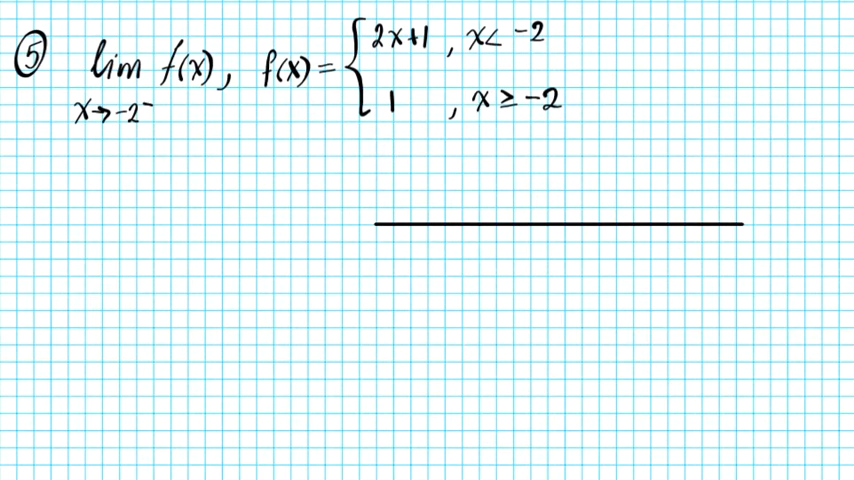 ⑤ lim f(x), f(x) = { 2x+1 , x < -2
x→-2⁻ 1 , x ≥ -2